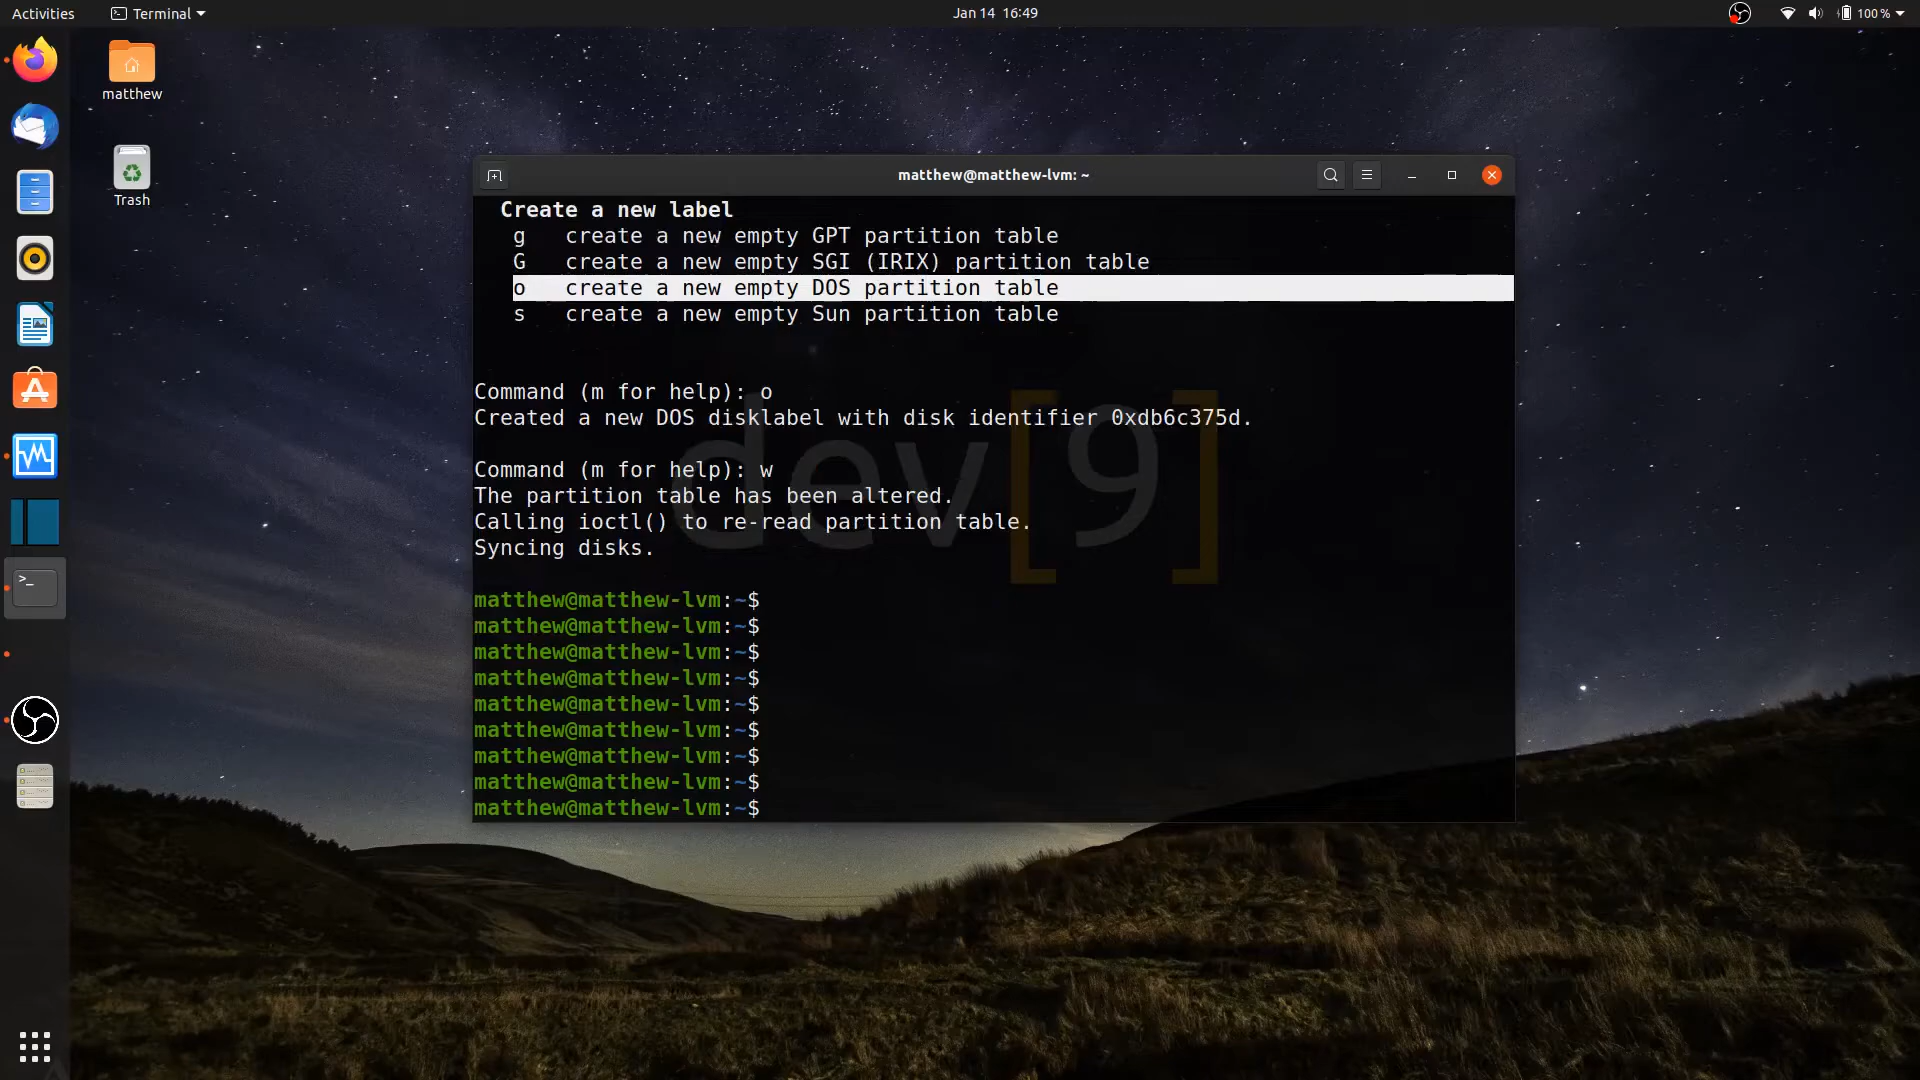 Activities
Terminal
Jan 14 16:49
100 %
matthew
Trash
matthew@matthew-lvm: ~
Create a new label
g create a new empty GPT partition table
G create a new empty SGI (IRIX) partition table
o create a new empty DOS partition table
s create a new empty Sun partition table
Command (m for help): o
Created a new DOS disklabel with disk identifier 0xdb6c375d.
Command (m for help): w
The partition table has been altered.
Calling ioctl() to re-read partition table.
Syncing disks.
dev[9]
matthew@matthew-lvm:~$
matthew@matthew-lvm:~$
matthew@matthew-lvm:~$
matthew@matthew-lvm:~$
matthew@matthew-lvm:~$
matthew@matthew-lvm:~$
matthew@matthew-lvm:~$
matthew@matthew-lvm:~$
matthew@matthew-lvm:~$